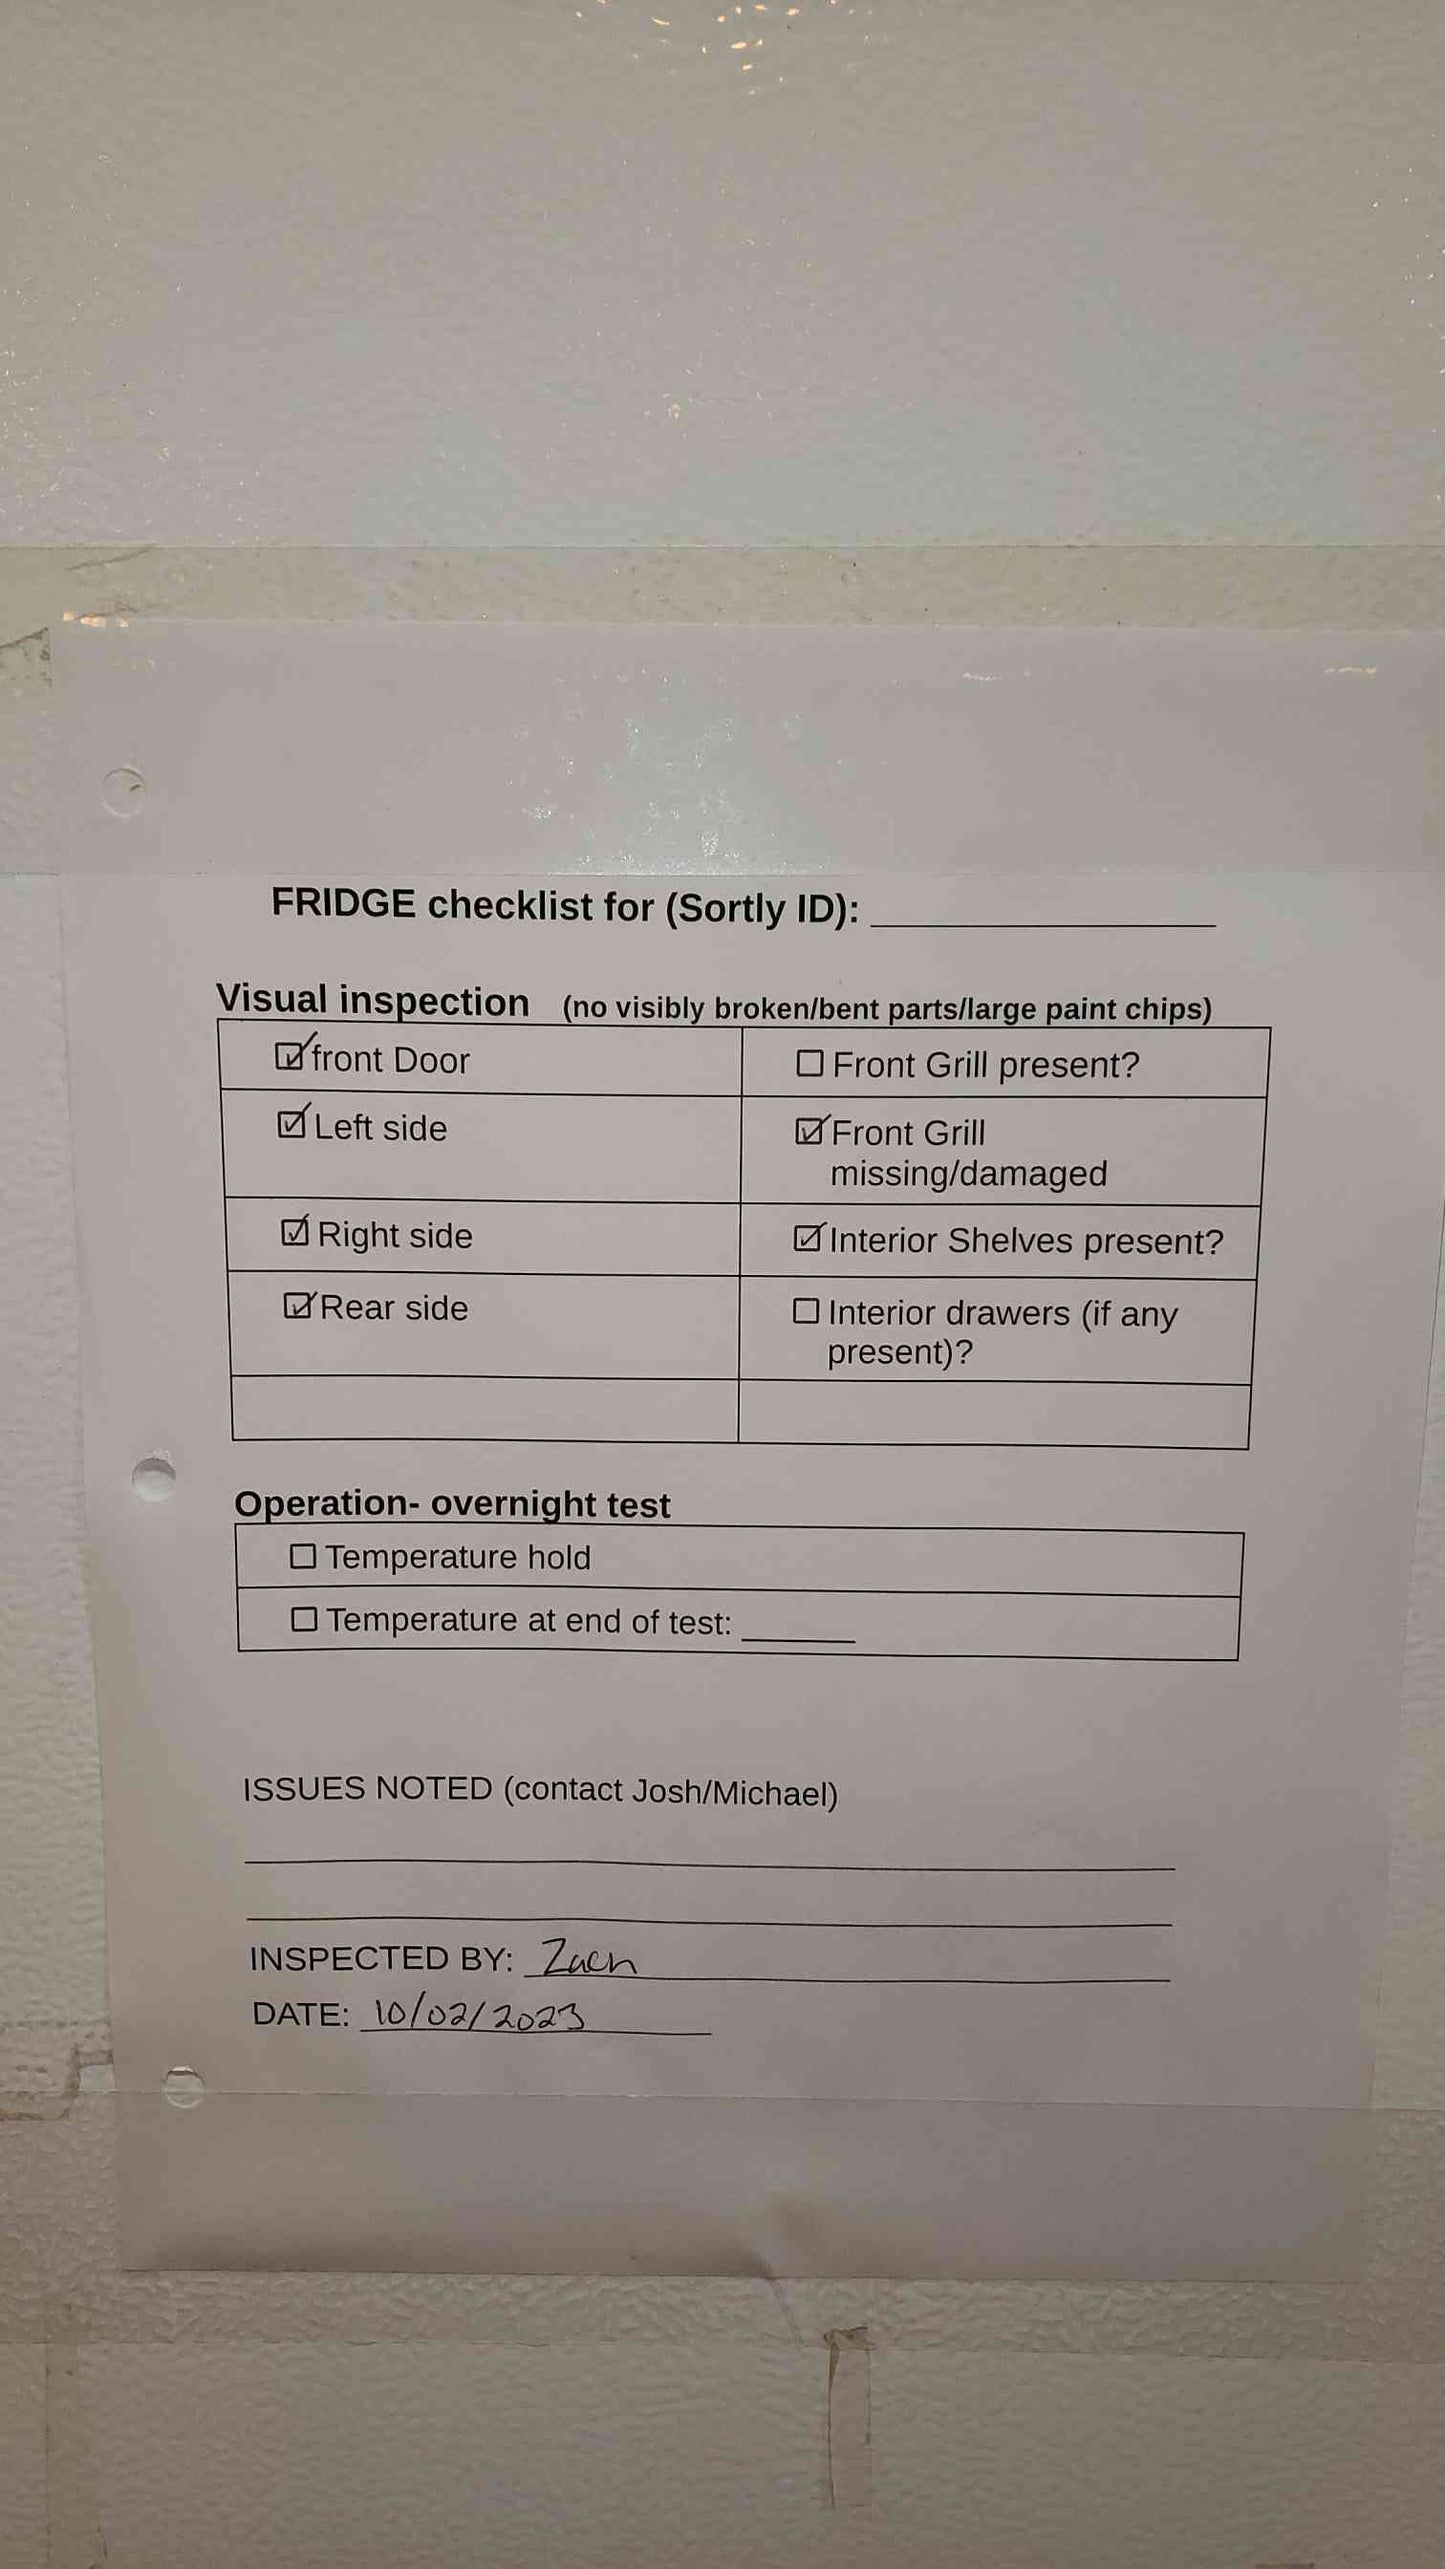 FRIDGE checklist for (Sortly ID): ____________
Visual inspection (no visibly broken/bent parts/large paint chips)
☑ front Door
☐ Front Grill present?
☑ Left side
☑ Front Grill
missing/damaged
☑ Right side
☑ Interior Shelves present?
☑ Rear side
☐ Interior drawers (if any
present)?
Operation- overnight test
☐ Temperature hold
☐ Temperature at end of test: ______
ISSUES NOTED (contact Josh/Michael)
INSPECTED BY: Zach
DATE: 10/02/2023